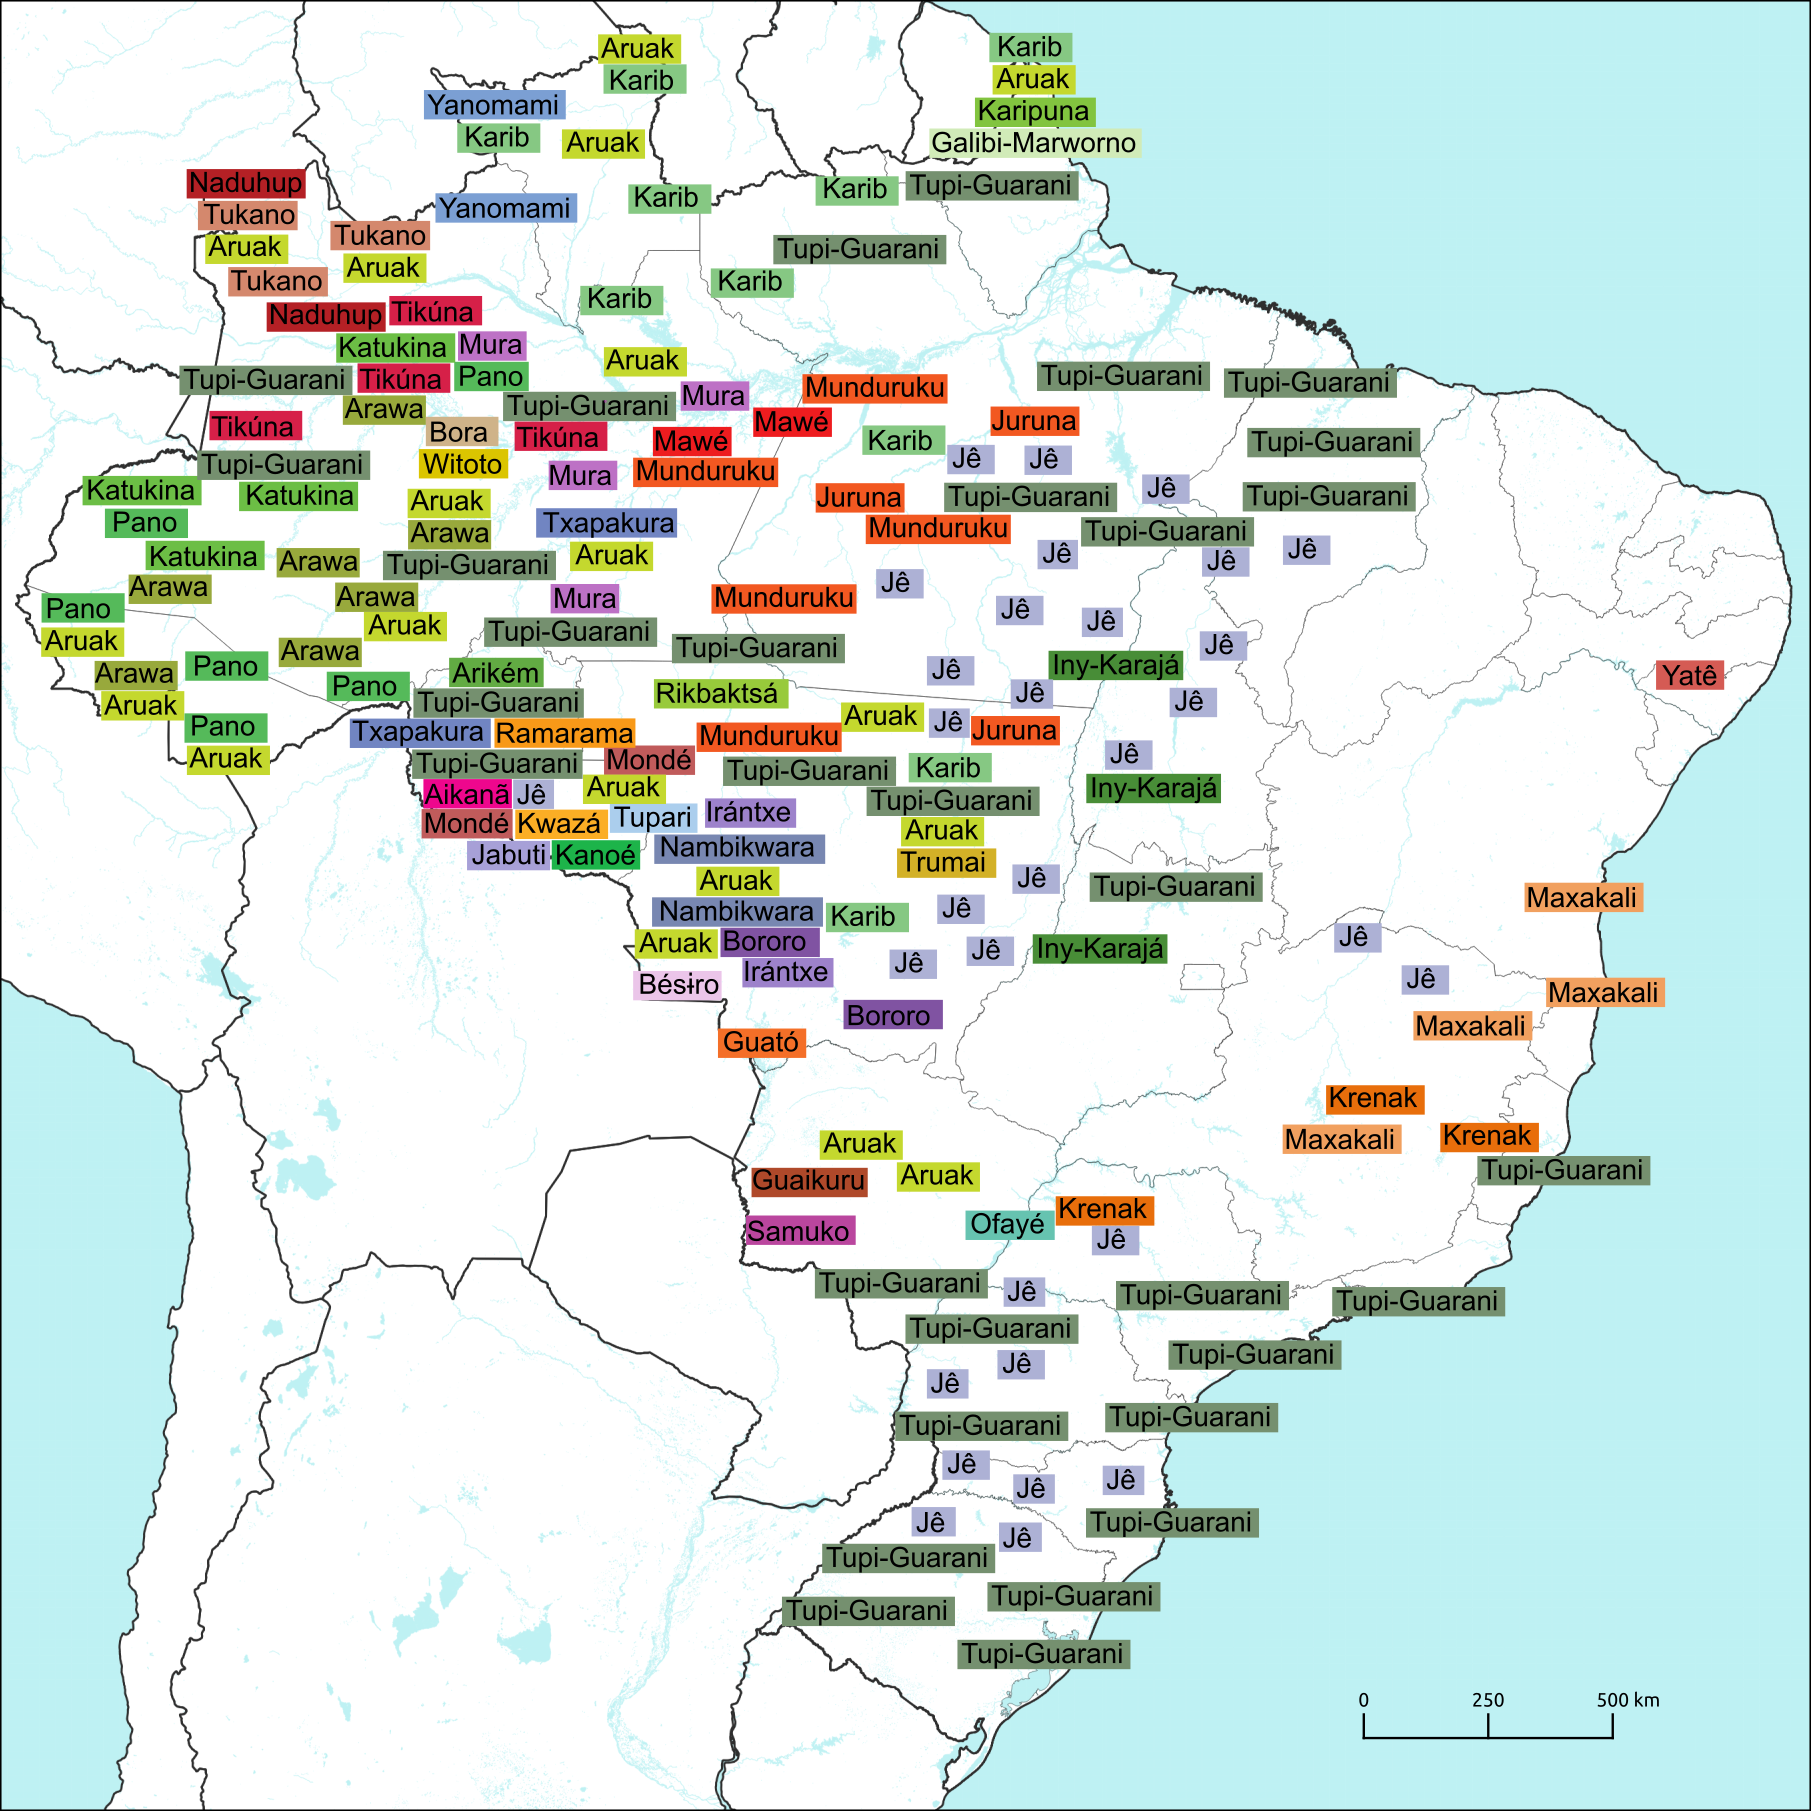 Karib
Aruak
Aruak
Karib
Karib
Yanomami
Karipuna
Karib
Aruak
Galibi-Marworno
Naduhup
Karib
Karib
Tupi-Guarani
Tukano
Yanomami
Aruak
Tukano
Tupi-Guarani
Aruak
Tukano
Karib
Karib
Naduhup
Tikúna
Katukina
Mura
Aruak
Tupi-Guarani
Tikúna
Pano
Tupi-Guarani
Tupi-Guarani
Munduruku
Arawa
Tupi-Guarani
Mura
Tikúna
Bora
Tikúna
Mawé
Mawé
Juruna
Karib
Tupi-Guarani
Tupi-Guarani
Witoto
Mura
Munduruku
Jê
Jê
Katukina
Katukina
Aruak
Juruna
Tupi-Guarani
Jê
Tupi-Guarani
Pano
Arawa
Txapakura
Munduruku
Tupi-Guarani
Katukina
Arawa
Tupi-Guarani
Aruak
Jê
Jê
Jê
Arawa
Arawa
Mura
Munduruku
Jê
Pano
Aruak
Tupi-Guarani
Jê
Jê
Aruak
Arawa
Tupi-Guarani
Jê
Arawa
Pano
Pano
Arikém
Rikbaktsá
Jê
Iny-Karajá
Yatê
Aruak
Tupi-Guarani
Jê
Jê
Pano
Txapakura
Ramarama
Munduruku
Aruak
Jê
Juruna
Aruak
Tupi-Guarani
Mondé
Tupi-Guarani
Karib
Jê
Aikanã
Jê
Aruak
Tupi-Guarani
Iny-Karajá
Mondé
Kwazá
Tupari
Irántxe
Aruak
Jabuti
Kanoé
Nambikwara
Trumai
Aruak
Jê
Tupi-Guarani
Nambikwara
Karib
Jê
Maxakali
Aruak
Bororo
Jê
Iny-Karajá
Jê
Bésɨro
Irántxe
Jê
Jê
Maxakali
Bororo
Maxakali
Guató
Krenak
Aruak
Maxakali
Krenak
Guaikuru
Aruak
Tupi-Guarani
Samuko
Ofayé
Krenak
Jê
Tupi-Guarani
Jê
Tupi-Guarani
Tupi-Guarani
Tupi-Guarani
Jê
Tupi-Guarani
Jê
Tupi-Guarani
Tupi-Guarani
Jê
Jê
Jê
Jê
Jê
Tupi-Guarani
Tupi-Guarani
Tupi-Guarani
Tupi-Guarani
Tupi-Guarani
0 250 500 km